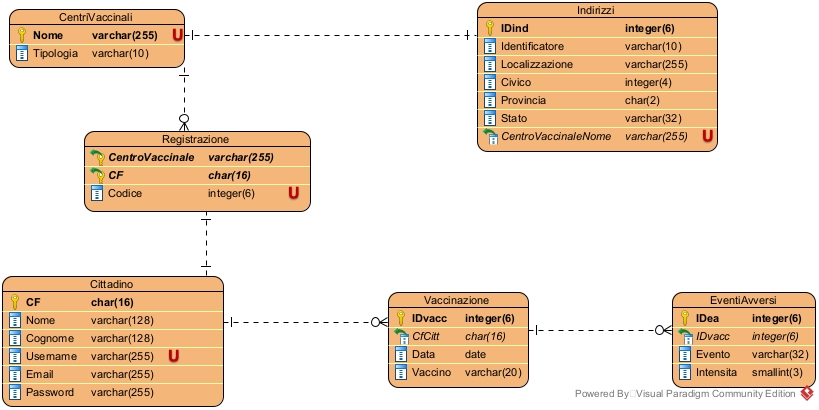 CentriVaccinali
Nome varchar(255) U
Tipologia varchar(10)
Indirizzi
IDind integer(6)
Identificatore varchar(10)
Localizzazione varchar(255)
Civico integer(4)
Provincia char(2)
Stato varchar(32)
CentroVaccinaleNome varchar(255) U
Registrazione
CentroVaccinale varchar(255)
CF char(16)
Codice integer(6) U
Cittadino
CF char(16)
Nome varchar(128)
Cognome varchar(128)
Username varchar(255) U
Email varchar(255)
Password varchar(255)
Vaccinazione
IDvacc integer(6)
CfCitt char(16)
Data date
Vaccino varchar(20)
EventiAvversi
IDea integer(6)
IDvacc integer(6)
Evento varchar(32)
Intensita smallint(3)
Powered By Visual Paradigm Community Edition